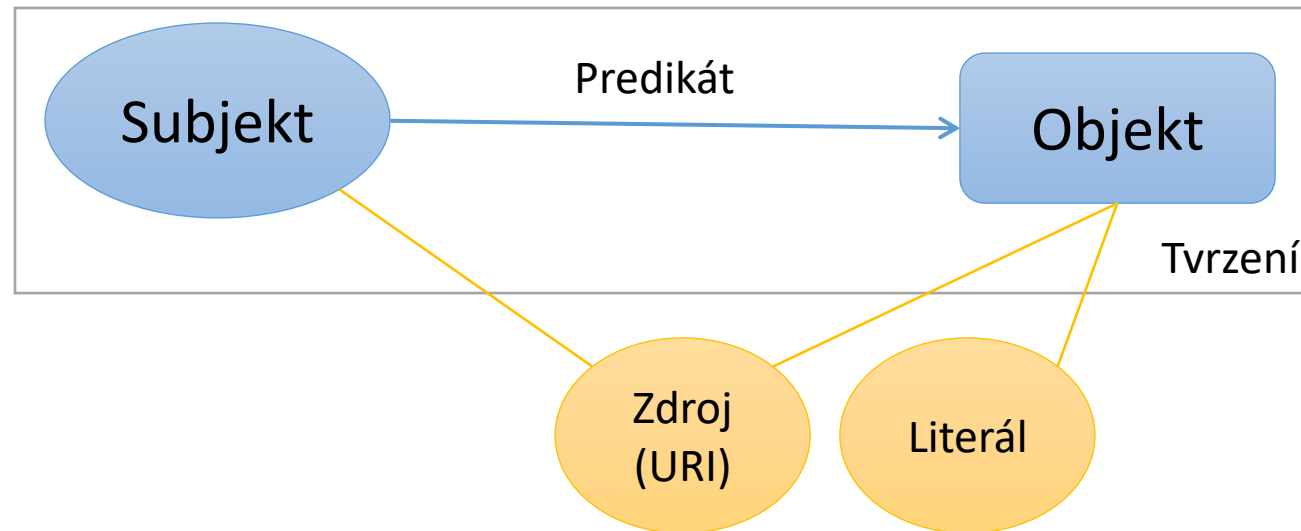 Predikát
Subjekt
Objekt
Tvrzení
Zdroj
(URI)
Literál